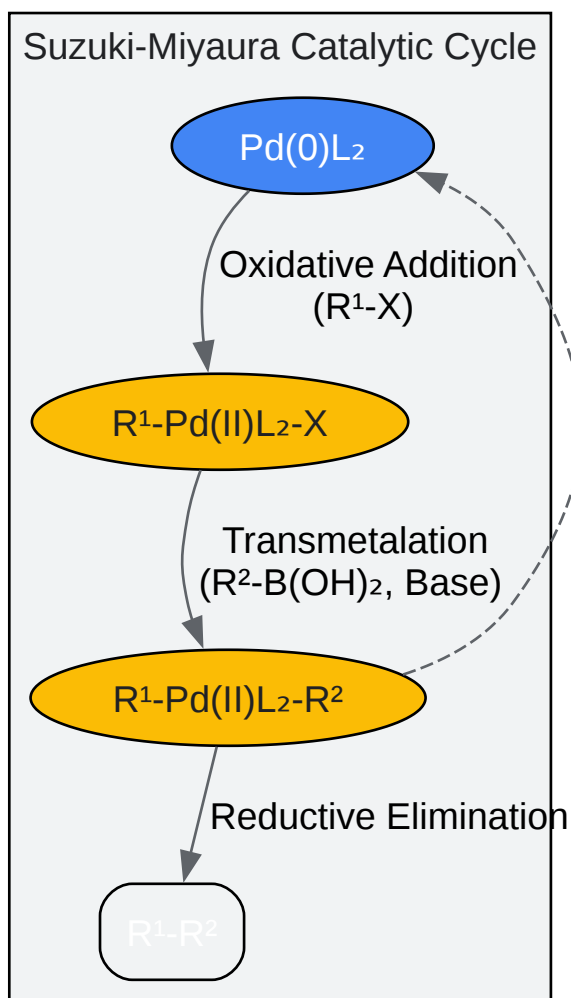 Suzuki-Miyaura Catalytic Cycle
Pd(0)L₂
Oxidative Addition
(R¹-X)
R¹-Pd(II)L₂-X
Transmetalation
(R²-B(OH)₂, Base)
R¹-Pd(II)L₂-R²
Reductive Elimination
R¹-R²